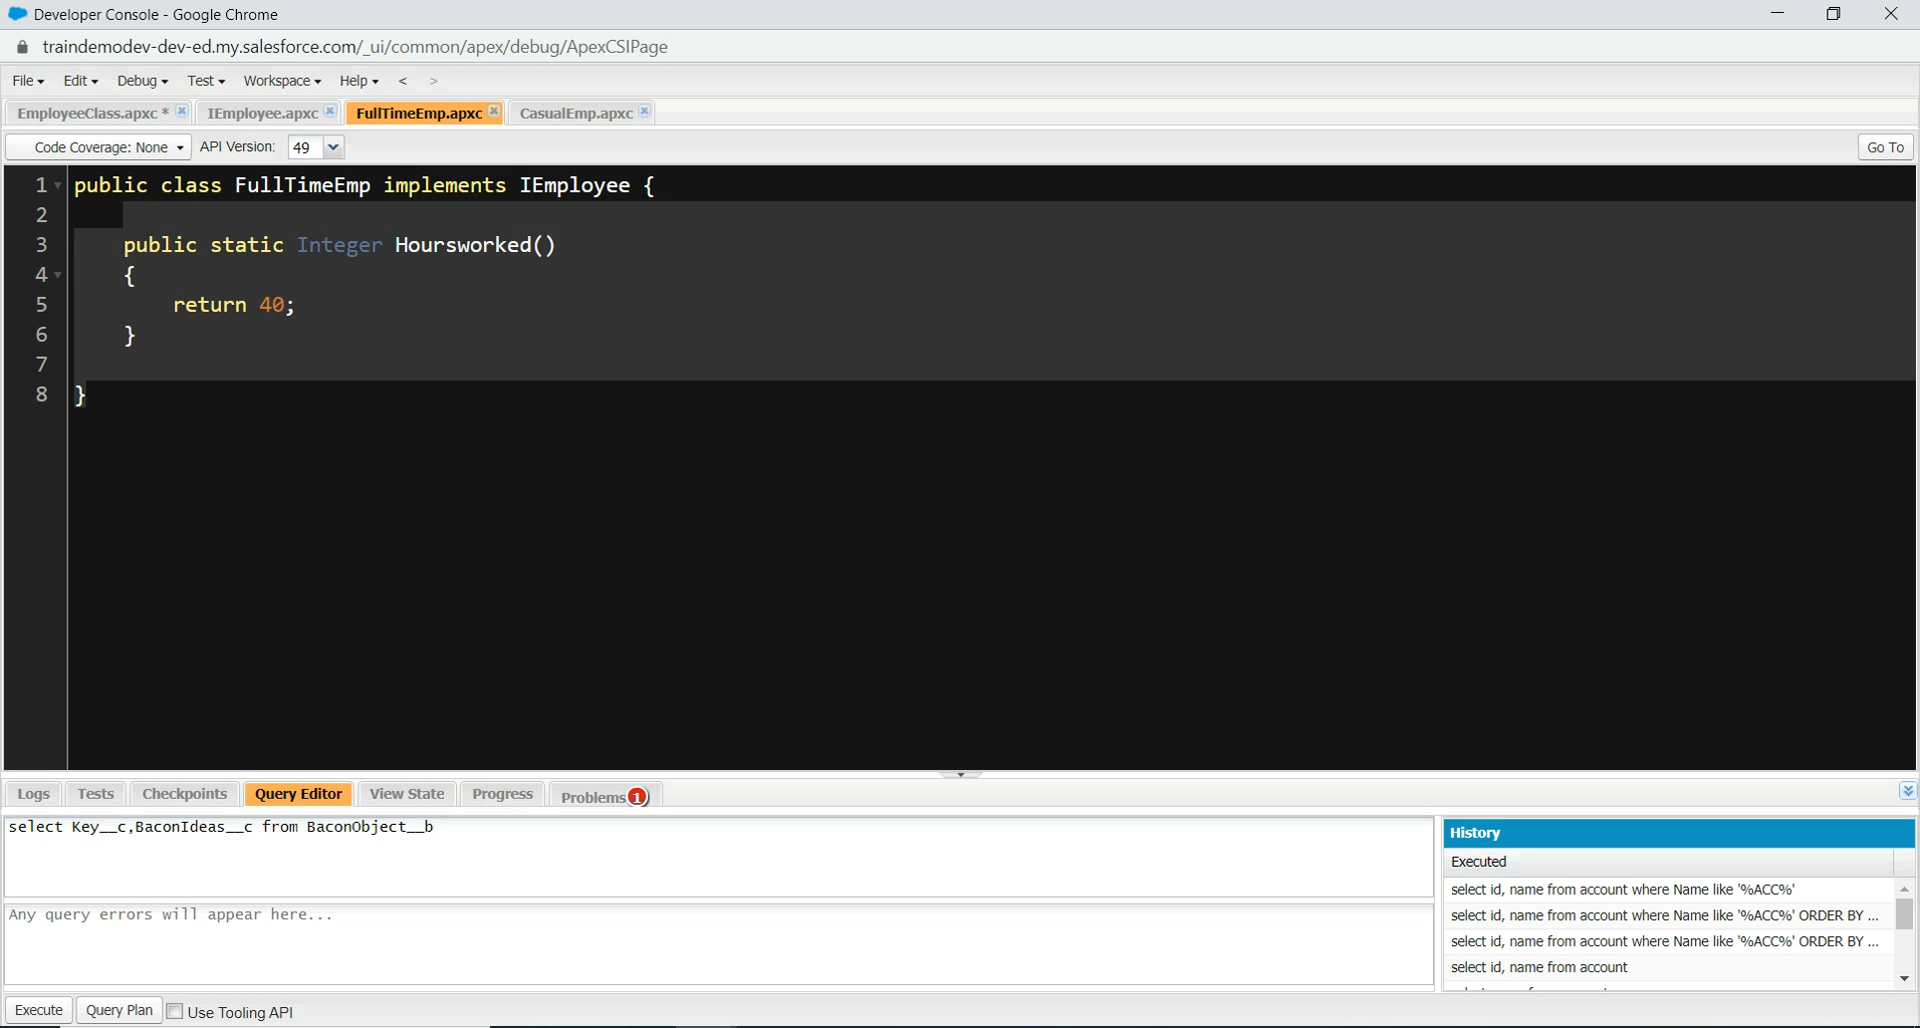 Developer Console - Google Chrome
traindemodev-dev-ed.my.salesforce.com/_ui/common/apex/debug/ApexCSIPage
File Edit Debug Test Workspace Help < >
EmployeeClass.apxc * IEmployee.apxc FullTimeEmp.apxc CasualEmp.apxc
Code Coverage: None API Version: 49 Go To
1 public class FullTimeEmp implements IEmployee {
2
3 public static Integer Hoursworked()
4 {
5 return 40;
6 }
7
8 }
Logs Tests Checkpoints Query Editor View State Progress Problems 1
select Key__c,BaconIdeas__c from BaconObject__b
Any query errors will appear here...
History
Executed
select id, name from account where Name like '%ACC%'
select id, name from account where Name like '%ACC%' ORDER BY ...
select id, name from account where Name like '%ACC%' ORDER BY ...
select id, name from account
Execute Query Plan Use Tooling API